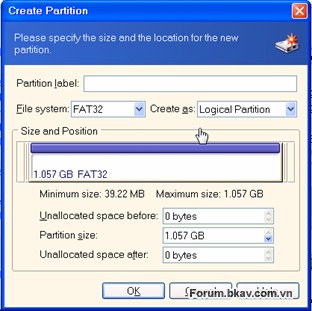 Create Partition
Please specify the size and the location for the new
partition.
Partition label:
File system: FAT32 Create as: Logical Partition
Size and Position
1.057 GB FAT32
Minimum size: 39.22 MB Maximum size: 1.057 GB
Unallocated space before: 0 bytes
Partition size: 1.057 GB
Unallocated space after: 0 bytes
OK
Forum.bkav.com.vn